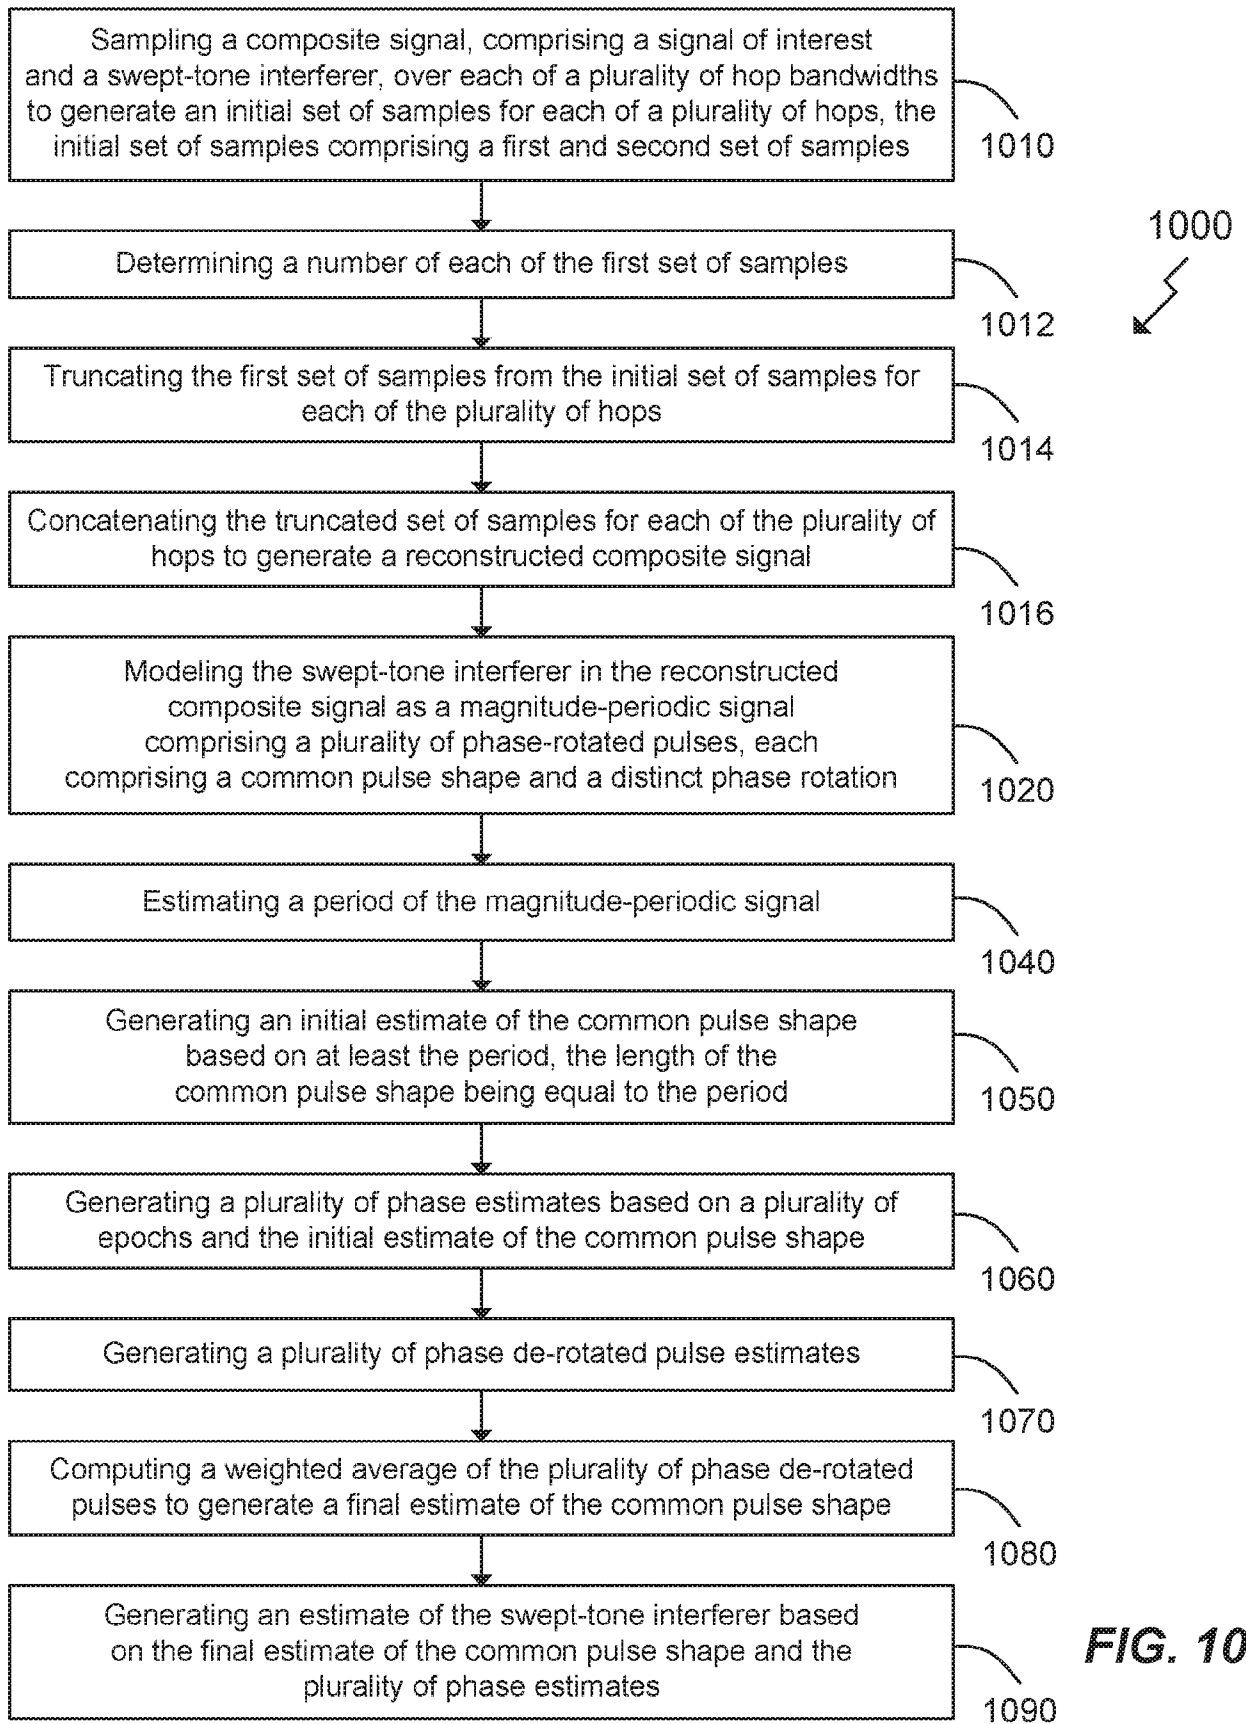 Sampling a composite signal, comprising a signal of interest
and a swept-tone interferer, over each of a plurality of hop bandwidths
to generate an initial set of samples for each of a plurality of hops, the
initial set of samples comprising a first and second set of samples
1010
1000
Determining a number of each of the first set of samples
1012
Truncating the first set of samples from the initial set of samples for
each of the plurality of hops
1014
Concatenating the truncated set of samples for each of the plurality of
hops to generate a reconstructed composite signal
1016
Modeling the swept-tone interferer in the reconstructed
composite signal as a magnitude-periodic signal
comprising a plurality of phase-rotated pulses, each
comprising a common pulse shape and a distinct phase rotation
1020
Estimating a period of the magnitude-periodic signal
1040
Generating an initial estimate of the common pulse shape
based on at least the period, the length of the
common pulse shape being equal to the period
1050
Generating a plurality of phase estimates based on a plurality of
epochs and the initial estimate of the common pulse shape
1060
Generating a plurality of phase de-rotated pulse estimates
1070
Computing a weighted average of the plurality of phase de-rotated
pulses to generate a final estimate of the common pulse shape
1080
Generating an estimate of the swept-tone interferer based
on the final estimate of the common pulse shape and the
plurality of phase estimates
1090
FIG. 10